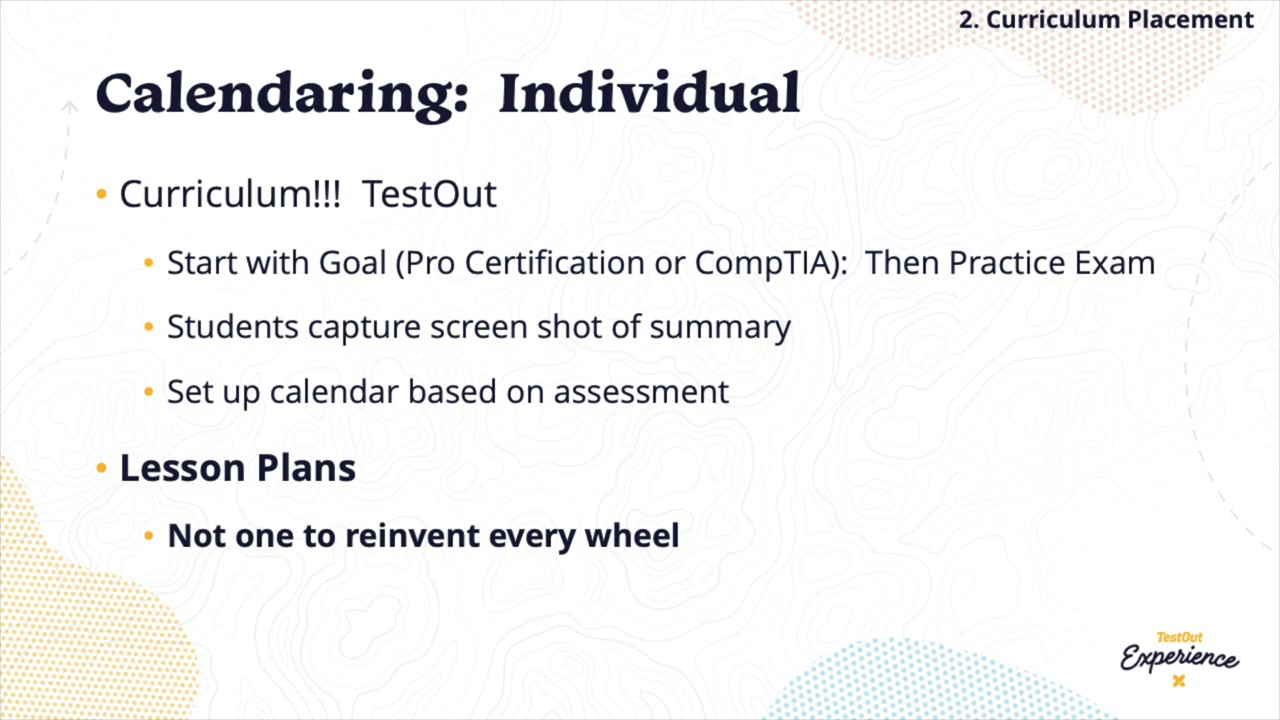 2. Curriculum Placement
Calendaring: Individual
• Curriculum!!! TestOut
• Start with Goal (Pro Certification or CompTIA): Then Practice Exam
• Students capture screen shot of summary
• Set up calendar based on assessment
• Lesson Plans
• Not one to reinvent every wheel
TestOut
Experience